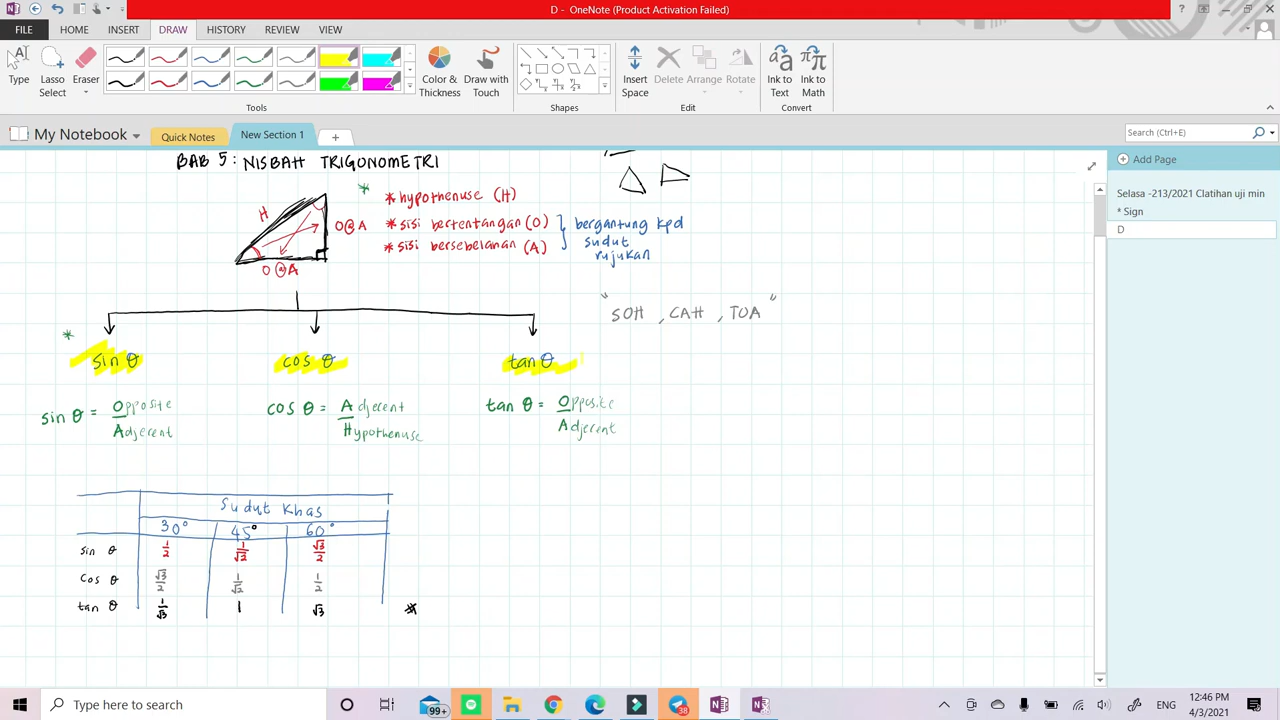 D - OneNote (Product Activation Failed)
FILE HOME INSERT DRAW HISTORY REVIEW VIEW
Type Lasso Select Eraser Color & Thickness Draw with Touch Insert Space Delete Arrange Rotate Ink to Text Ink to Math
Tools Shapes Edit Convert
My Notebook Quick Notes New Section 1 Search (Ctrl+E)
Add Page
Selasa -213/2021 Clatihan uji min
* Sign
D
BAB 5: NISBAH TRIGONOMETRI
H
O@A
O@A
* hypothenuse (H)
* sisi bertentangan (O)
* sisi bersebelahan (A)
bergantung kpd
sudut
rujukan
"SOH , CAH , TOA"
sin θ cos θ tan θ
sin θ = Opposite
Adjecent
cos θ = Adjecent
Hypothenuse
tan θ = Opposite
Adjecent
Sudut Khas
30° 45° 60°
sin θ 1/2 1/√2 √3/2
cos θ √3/2 1/√2 1/2
tan θ 1/√3 1 √3
Type here to search
99+
38
ENG
12:46 PM
4/3/2021